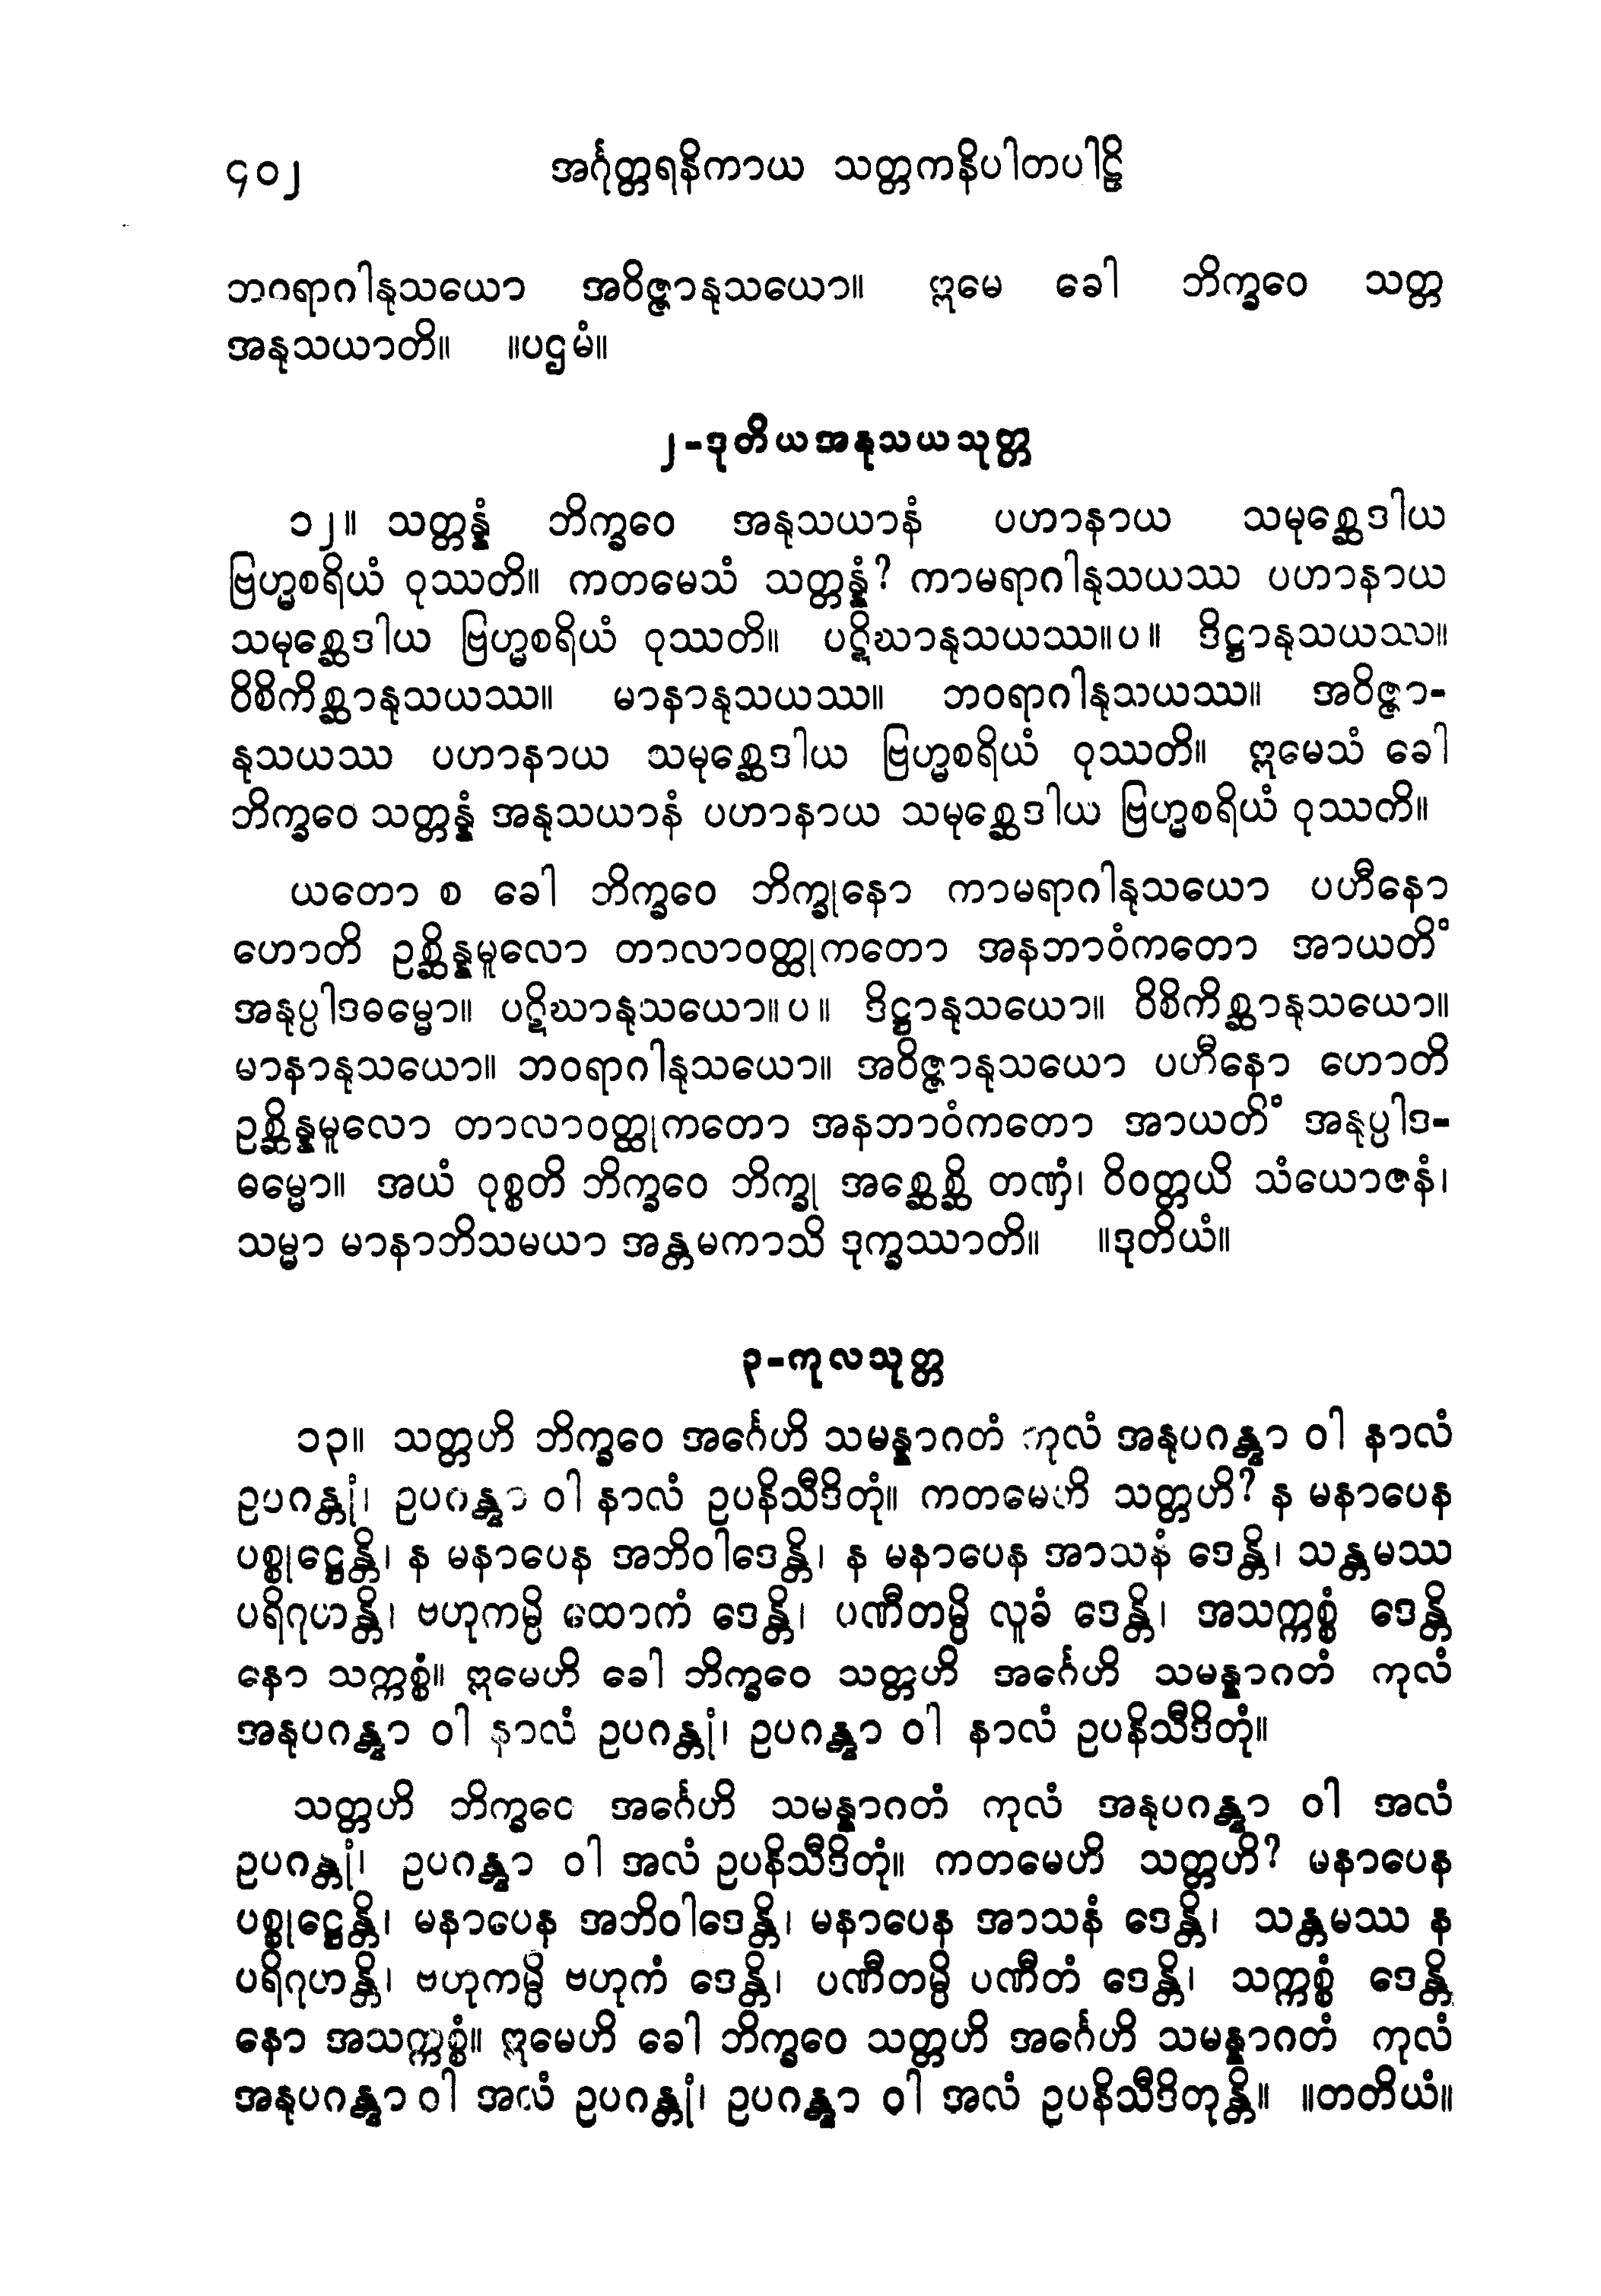 ၄၀၂ အင်္ဂုတ္တရနိကာယ သတ္တကနိပါတပါဠိ
ဘဝရာဂါနုသယော အဝိဇ္ဇာနုသယော။ ဣမေ ခေါ ဘိက္ခဝေ သတ္တ
အနုသယာတိ။ ။ပဌမံ။
၂-ဒုတိယအနုသယသုတ္တ
၁၂။ သတ္တန္နံ ဘိက္ခဝေ အနုသယာနံ ပဟာနာယ သမုစ္ဆေဒါယ
ဗြဟ္မစရိယံ ဝုဿတိ။ ကတမေသံ သတ္တန္နံ? ကာမရာဂါနုသယဿ ပဟာနာယ
သမုစ္ဆေဒါယ ဗြဟ္မစရိယံ ဝုဿတိ။ ပဋိဃာနုသယဿ။ပ။ ဒိဋ္ဌာနုသယဿ။
ဝိစိကိစ္ဆာနုသယဿ။ မာနာနုသယဿ။ ဘဝရာဂါနုသယဿ။ အဝိဇ္ဇာ-
နုသယဿ ပဟာနာယ သမုစ္ဆေဒါယ ဗြဟ္မစရိယံ ဝုဿတိ။ ဣမေသံ ခေါ
ဘိက္ခဝေ သတ္တန္နံ အနုသယာနံ ပဟာနာယ သမုစ္ဆေဒါယ ဗြဟ္မစရိယံ ဝုဿတိ။
ယတော စ ခေါ ဘိက္ခဝေ ဘိက္ခုနော ကာမရာဂါနုသယော ပဟီနော
ဟောတိ ဥစ္ဆိန္နမူလော တာလာဝတ္ထုကတော အနဘာဝံကတော အာယတိံ
အနုပ္ပါဒဓမ္မော။ ပဋိဃာနုသယော။ပ။ ဒိဋ္ဌာနုသယော။ ဝိစိကိစ္ဆာနုသယော။
မာနာနုသယော။ ဘဝရာဂါနုသယော။ အဝိဇ္ဇာနုသယော ပဟီနော ဟောတိ
ဥစ္ဆိန္နမူလော တာလာဝတ္ထုကတော အနဘာဝံကတော အာယတိံ အနုပ္ပါဒ-
ဓမ္မော။ အယံ ဝုစ္စတိ ဘိက္ခဝေ ဘိက္ခု အစ္ဆေစ္ဆိ တဏှံ၊ ဝိဝတ္တယိ သံယောဇနံ၊
သမ္မာ မာနာဘိသမယာ အန္တမကာသိ ဒုက္ခဿာတိ။ ။ဒုတိယံ။
၃-ကုလသုတ္တ
၁၃။ သတ္တဟိ ဘိက္ခဝေ အင်္ဂေဟိ သမန္နာဂတံ ကုလံ အနုပဂန္တွာ ဝါ နာလံ
ဥပဂန္တုံ၊ ဥပဂန္တွာ ဝါ နာလံ ဥပနိသီဒိတုံ။ ကတမေဟိ သတ္တဟိ? န မနာပေန
ပစ္စုဋ္ဌေန္တိ၊ န မနာပေန အဘိဝါဒေန္တိ၊ န မနာပေန အာသနံ ဒေန္တိ၊ သန္တမဿ
ပရိဂုဟန္တိ၊ ဗဟုကမ္ပိ ထောကံ ဒေန္တိ၊ ပဏီတမ္ပိ လူခံ ဒေန္တိ၊ အသက္ကစ္စံ ဒေန္တိ
နော သက္ကစ္စံ။ ဣမေဟိ ခေါ ဘိက္ခဝေ သတ္တဟိ အင်္ဂေဟိ သမန္နာဂတံ ကုလံ
အနုပဂန္တွာ ဝါ နာလံ ဥပဂန္တုံ၊ ဥပဂန္တွာ ဝါ နာလံ ဥပနိသီဒိတုံ။
သတ္တဟိ ဘိက္ခဝေ အင်္ဂေဟိ သမန္နာဂတံ ကုလံ အနုပဂန္တွာ ဝါ အလံ
ဥပဂန္တုံ၊ ဥပဂန္တွာ ဝါ အလံ ဥပနိသီဒိတုံ။ ကတမေဟိ သတ္တဟိ? မနာပေန
ပစ္စုဋ္ဌေန္တိ၊ မနာပေန အဘိဝါဒေန္တိ၊ မနာပေန အာသနံ ဒေန္တိ၊ သန္တမဿ န
ပရိဂုဟန္တိ၊ ဗဟုကမ္ပိ ဗဟုကံ ဒေန္တိ၊ ပဏီတမ္ပိ ပဏီတံ ဒေန္တိ၊ သက္ကစ္စံ ဒေန္တိ
နော အသက္ကစ္စံ။ ဣမေဟိ ခေါ ဘိက္ခဝေ သတ္တဟိ အင်္ဂေဟိ သမန္နာဂတံ ကုလံ
အနုပဂန္တွာ ဝါ အလံ ဥပဂန္တုံ၊ ဥပဂန္တွာ ဝါ အလံ ဥပနိသီဒိတုန္တိ။ ။တတိယံ။